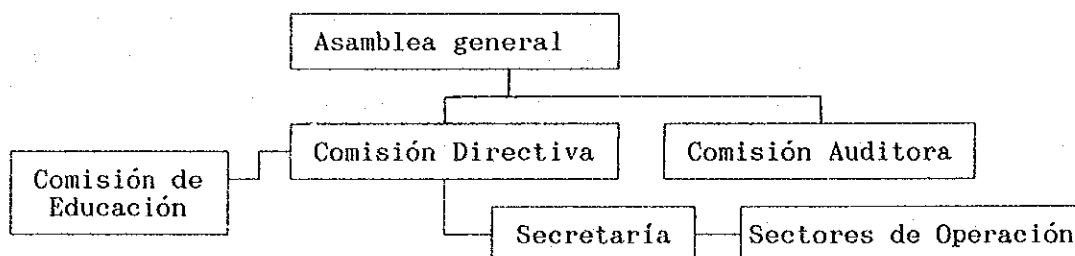 Asamblea general
Comisión Directiva
Comisión Auditora
Comisión de
Educación
Secretaría
Sectores de Operación